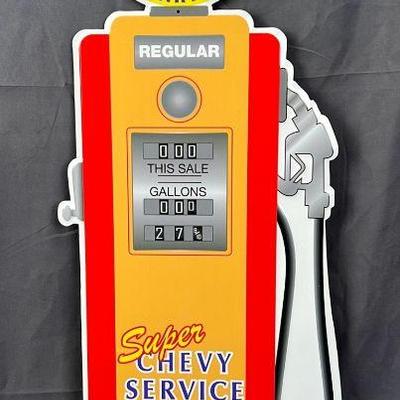 REGULAR
000
THIS SALE
GALLONS
000
27
Super
CHEVY
SERVICE